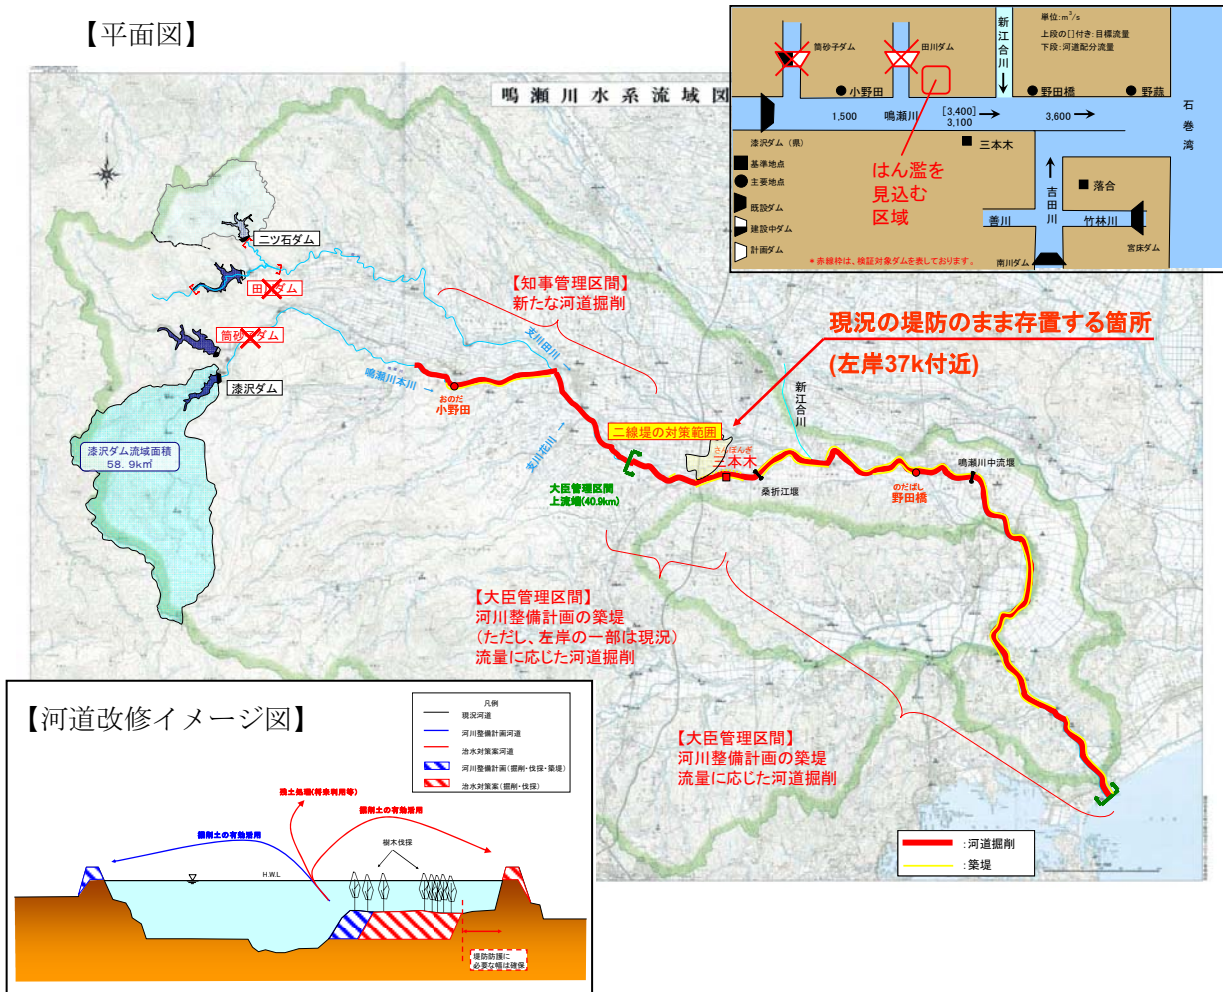 【平面図】
鳴瀬川水系流域図
筒砂子ダム
田川ダム
新江合川
単位:m³/s
上段の[]付き:目標流量
下段:河道配分流量
小野田
野田橋
野蒜
1,500
鳴瀬川
[3,400]
3,100
3,600
石巻湾
漆沢ダム（県）
三本木
基準地点
主要地点
既設ダム
建設中ダム
計画ダム
はん濫を
見込む
区域
吉田川
落合
善川
竹林川
宮床ダム
南川ダム
*赤線枠は、検証対象ダムを表しております。
二ツ石ダム
田川ダム
筒砂子ダム
漆沢ダム
漆沢ダム流域面積
58.9k㎡
【知事管理区間】
新たな河道掘削
支川田川
鳴瀬川本川
おのだ
小野田
支川花川
現況の堤防のまま存置する箇所
(左岸37k付近)
新江合川
二線堤の対策範囲
さんぼんぎ
三本木
桑折江堰
のだばし
野田橋
鳴瀬川中流堰
大臣管理区間
上流端(40.9km)
【大臣管理区間】
河川整備計画の築堤
（ただし、左岸の一部は現況）
流量に応じた河道掘削
【大臣管理区間】
河川整備計画の築堤
流量に応じた河道掘削
:河道掘削
:築堤
【河道改修イメージ図】
凡例
現況河道
河川整備計画河道
治水対策案河道
河川整備計画(掘削・伐採・築堤)
治水対策案(掘削・伐採)
残土処理(将来利用等)
掘削土の有効活用
掘削土の有効活用
樹木伐採
H.W.L
堤防防護に
必要な幅は確保